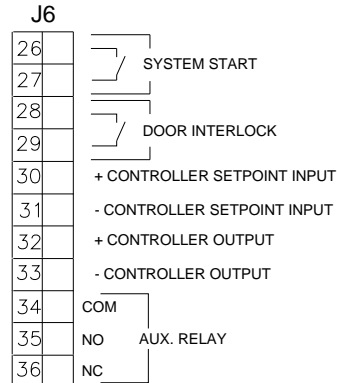 J6
26
SYSTEM START
27
28
DOOR INTERLOCK
29
30 + CONTROLLER SETPOINT INPUT
31 - CONTROLLER SETPOINT INPUT
32 + CONTROLLER OUTPUT
33 - CONTROLLER OUTPUT
34 COM
35 NO AUX. RELAY
36 NC